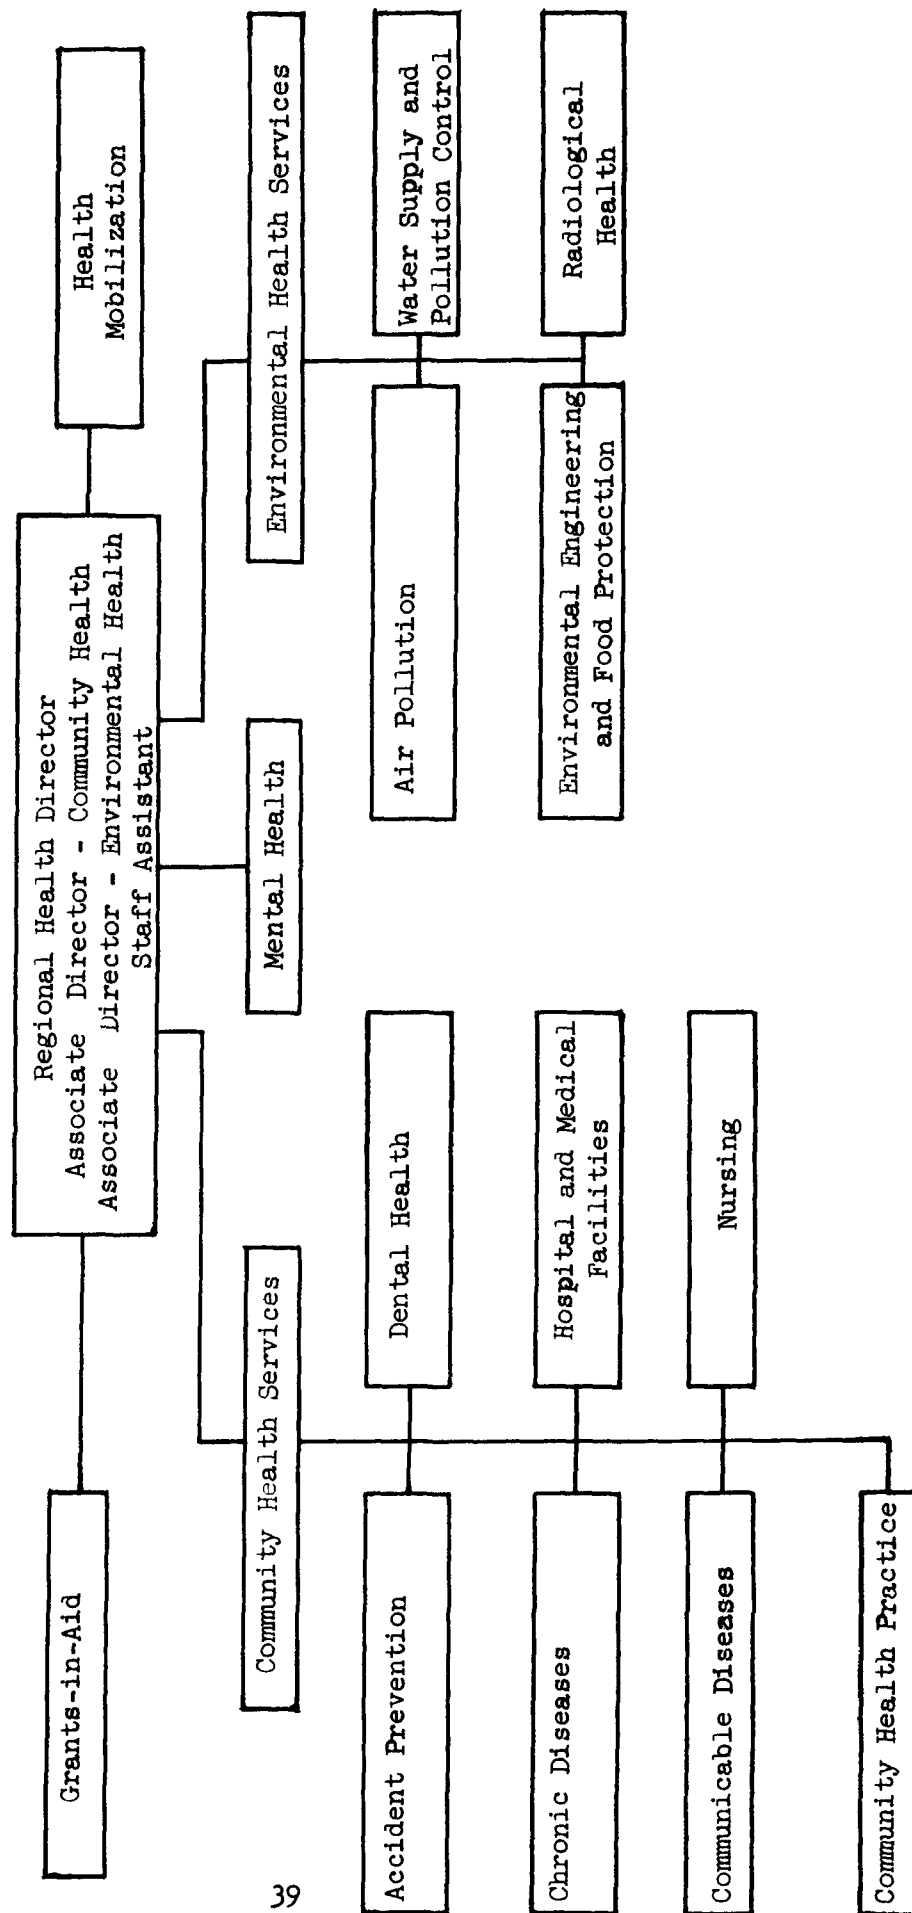 Regional Health Director
Associate Director - Community Health
Associate Director - Environmental Health
Staff Assistant
Grants-in-Aid
Health
Mobilization
Community Health Services
Mental Health
Environmental Health Services
Accident Prevention
Dental Health
Air Pollution
Water Supply and
Pollution Control
Chronic Diseases
Hospital and Medical
Facilities
Environmental Engineering
and Food Protection
Radiological
Health
Communicable Diseases
Nursing
Community Health Practice
39